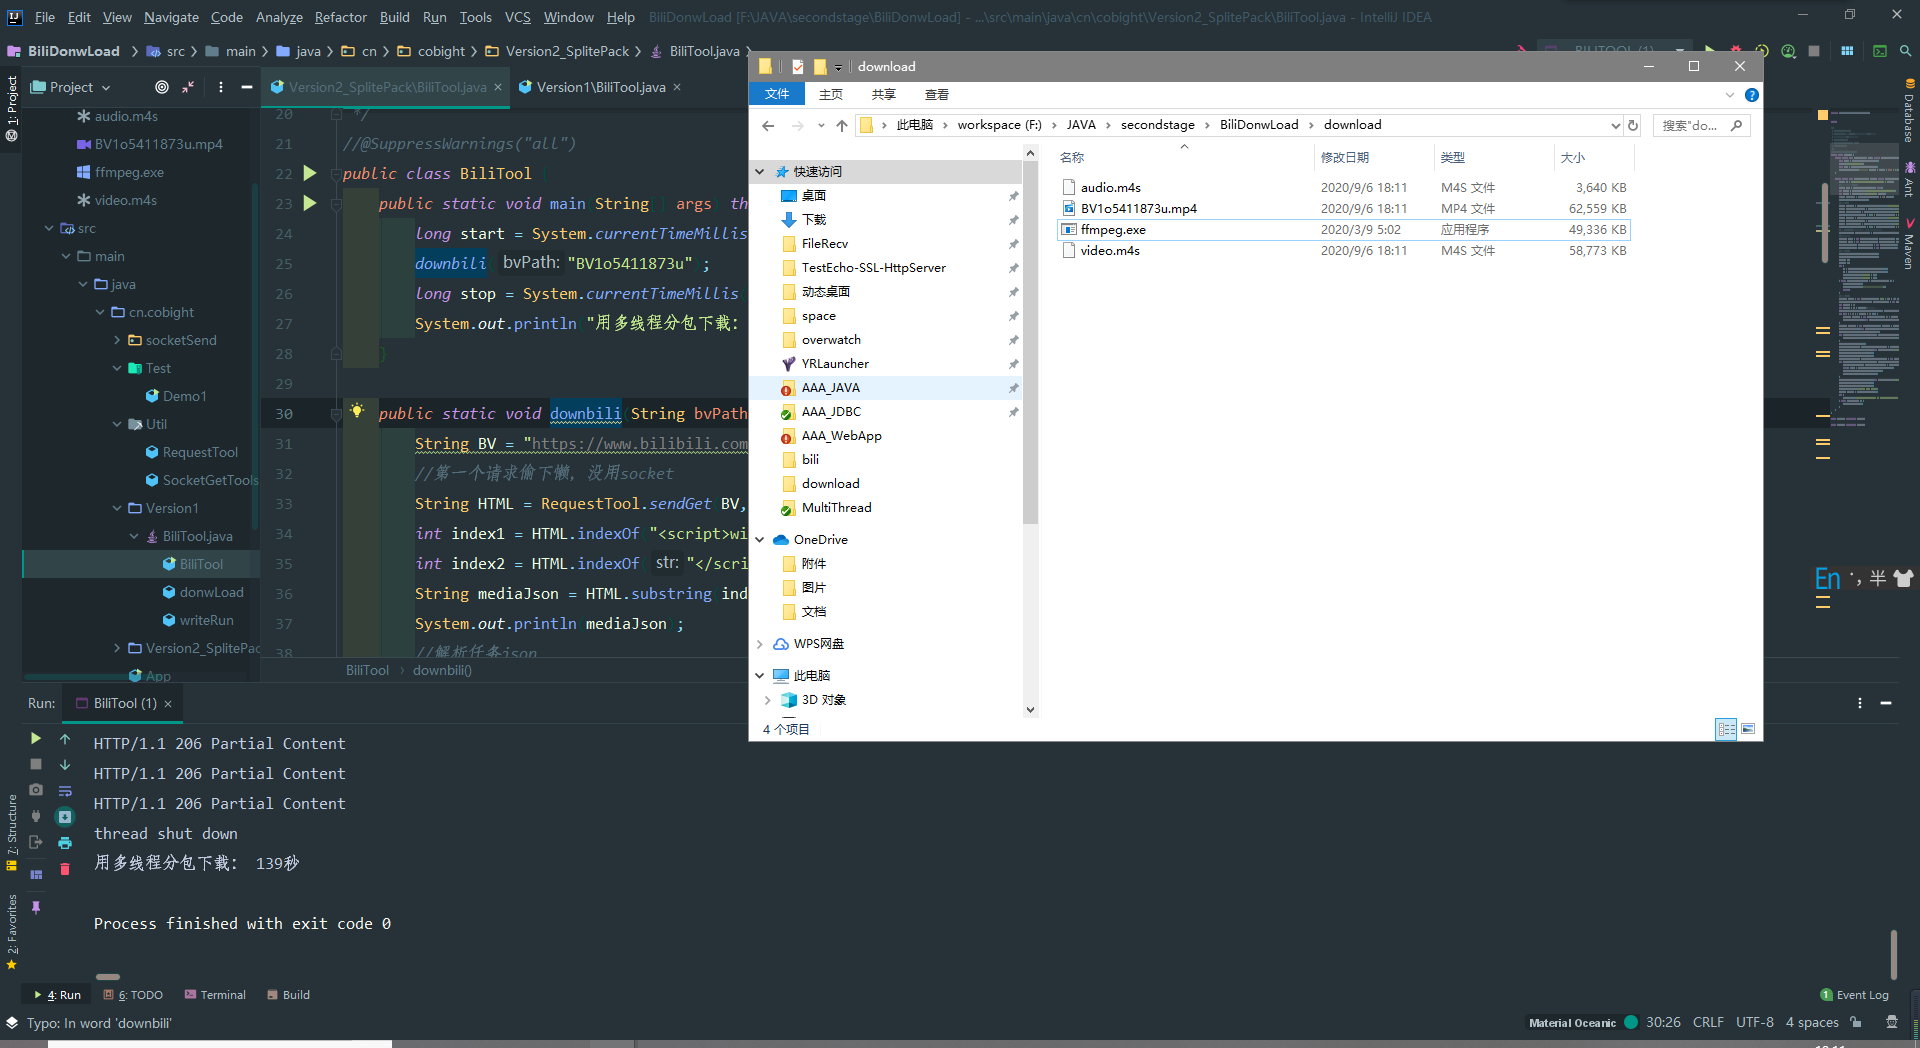 File Edit View Navigate Code Analyze Refactor Build Run Tools VCS Window Help BiliDonwLoad [F:\JAVA\secondstage\BiliDonwLoad] - ...\src\main\java\cn\cobight\Version2_SplitePack\BiliTool.java - IntelliJ IDEA
BiliDonwLoad src main java cn cobight Version2_SplitePack BiliTool.java
Project
Version2_SplitePack\BiliTool.java
Version1\BiliTool.java
1: Project
audio.m4s
BV1o5411873u.mp4
ffmpeg.exe
video.m4s
src
main
java
cn.cobight
socketSend
Test
Demo1
Util
RequestTool
SocketGetTools
Version1
BiliTool.java
BiliTool
donwLoad
writeRun
Version2_SplitePac
App
20 */
21 //@SuppressWarnings("all")
22 public class BiliTool
23 public static void main String args th
24 long start = System.currentTimeMillis
25 downbili bvPath: "BV1o5411873u" ;
26 long stop = System.currentTimeMillis
27 System.out.println "用多线程分包下载:
28 }
29
30 public static void downbili String bvPath
31 String BV = "https://www.bilibili.com
32 //第一个请求偷下懒，没用socket
33 String HTML = RequestTool.sendGet BV,
34 int index1 = HTML.indexOf "<script>wi
35 int index2 = HTML.indexOf str: "</scri
36 String mediaJson = HTML.substring ind
37 System.out.println mediaJson ;
38 //解析任务json
BiliTool › downbili()
download
文件 主页 共享 查看
此电脑 › workspace (F:) › JAVA › secondstage › BiliDonwLoad › download
搜索"do...
快速访问
桌面
下载
FileRecv
TestEcho-SSL-HttpServer
动态桌面
space
overwatch
YRLauncher
AAA_JAVA
AAA_JDBC
AAA_WebApp
bili
download
MultiThread
OneDrive
附件
图片
文档
WPS网盘
此电脑
3D 对象
名称 修改日期 类型 大小
audio.m4s 2020/9/6 18:11 M4S 文件 3,640 KB
BV1o5411873u.mp4 2020/9/6 18:11 MP4 文件 62,559 KB
ffmpeg.exe 2020/3/9 5:02 应用程序 49,336 KB
video.m4s 2020/9/6 18:11 M4S 文件 58,773 KB
4 个项目
Database
Ant
Maven
En 半
Run: BiliTool (1)
HTTP/1.1 206 Partial Content
HTTP/1.1 206 Partial Content
HTTP/1.1 206 Partial Content
thread shut down
用多线程分包下载: 139秒
Process finished with exit code 0
7: Structure
2: Favorites
4: Run 6: TODO Terminal Build
1 Event Log
Typo: In word 'downbili'
Material Oceanic 30:26 CRLF UTF-8 4 spaces